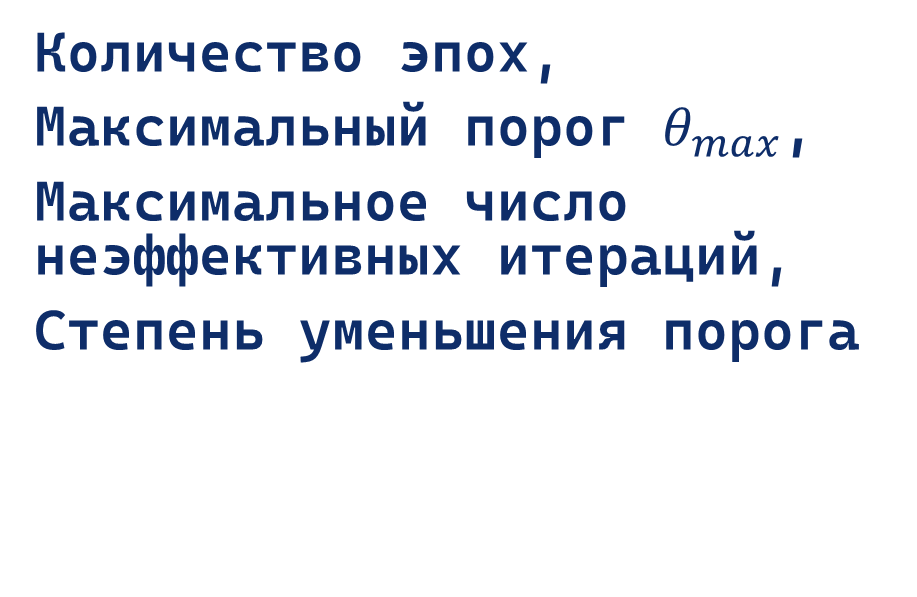 Количество эпох,
Максимальный порог θ_max,
Максимальное число
неэффективных итераций,
Степень уменьшения порога